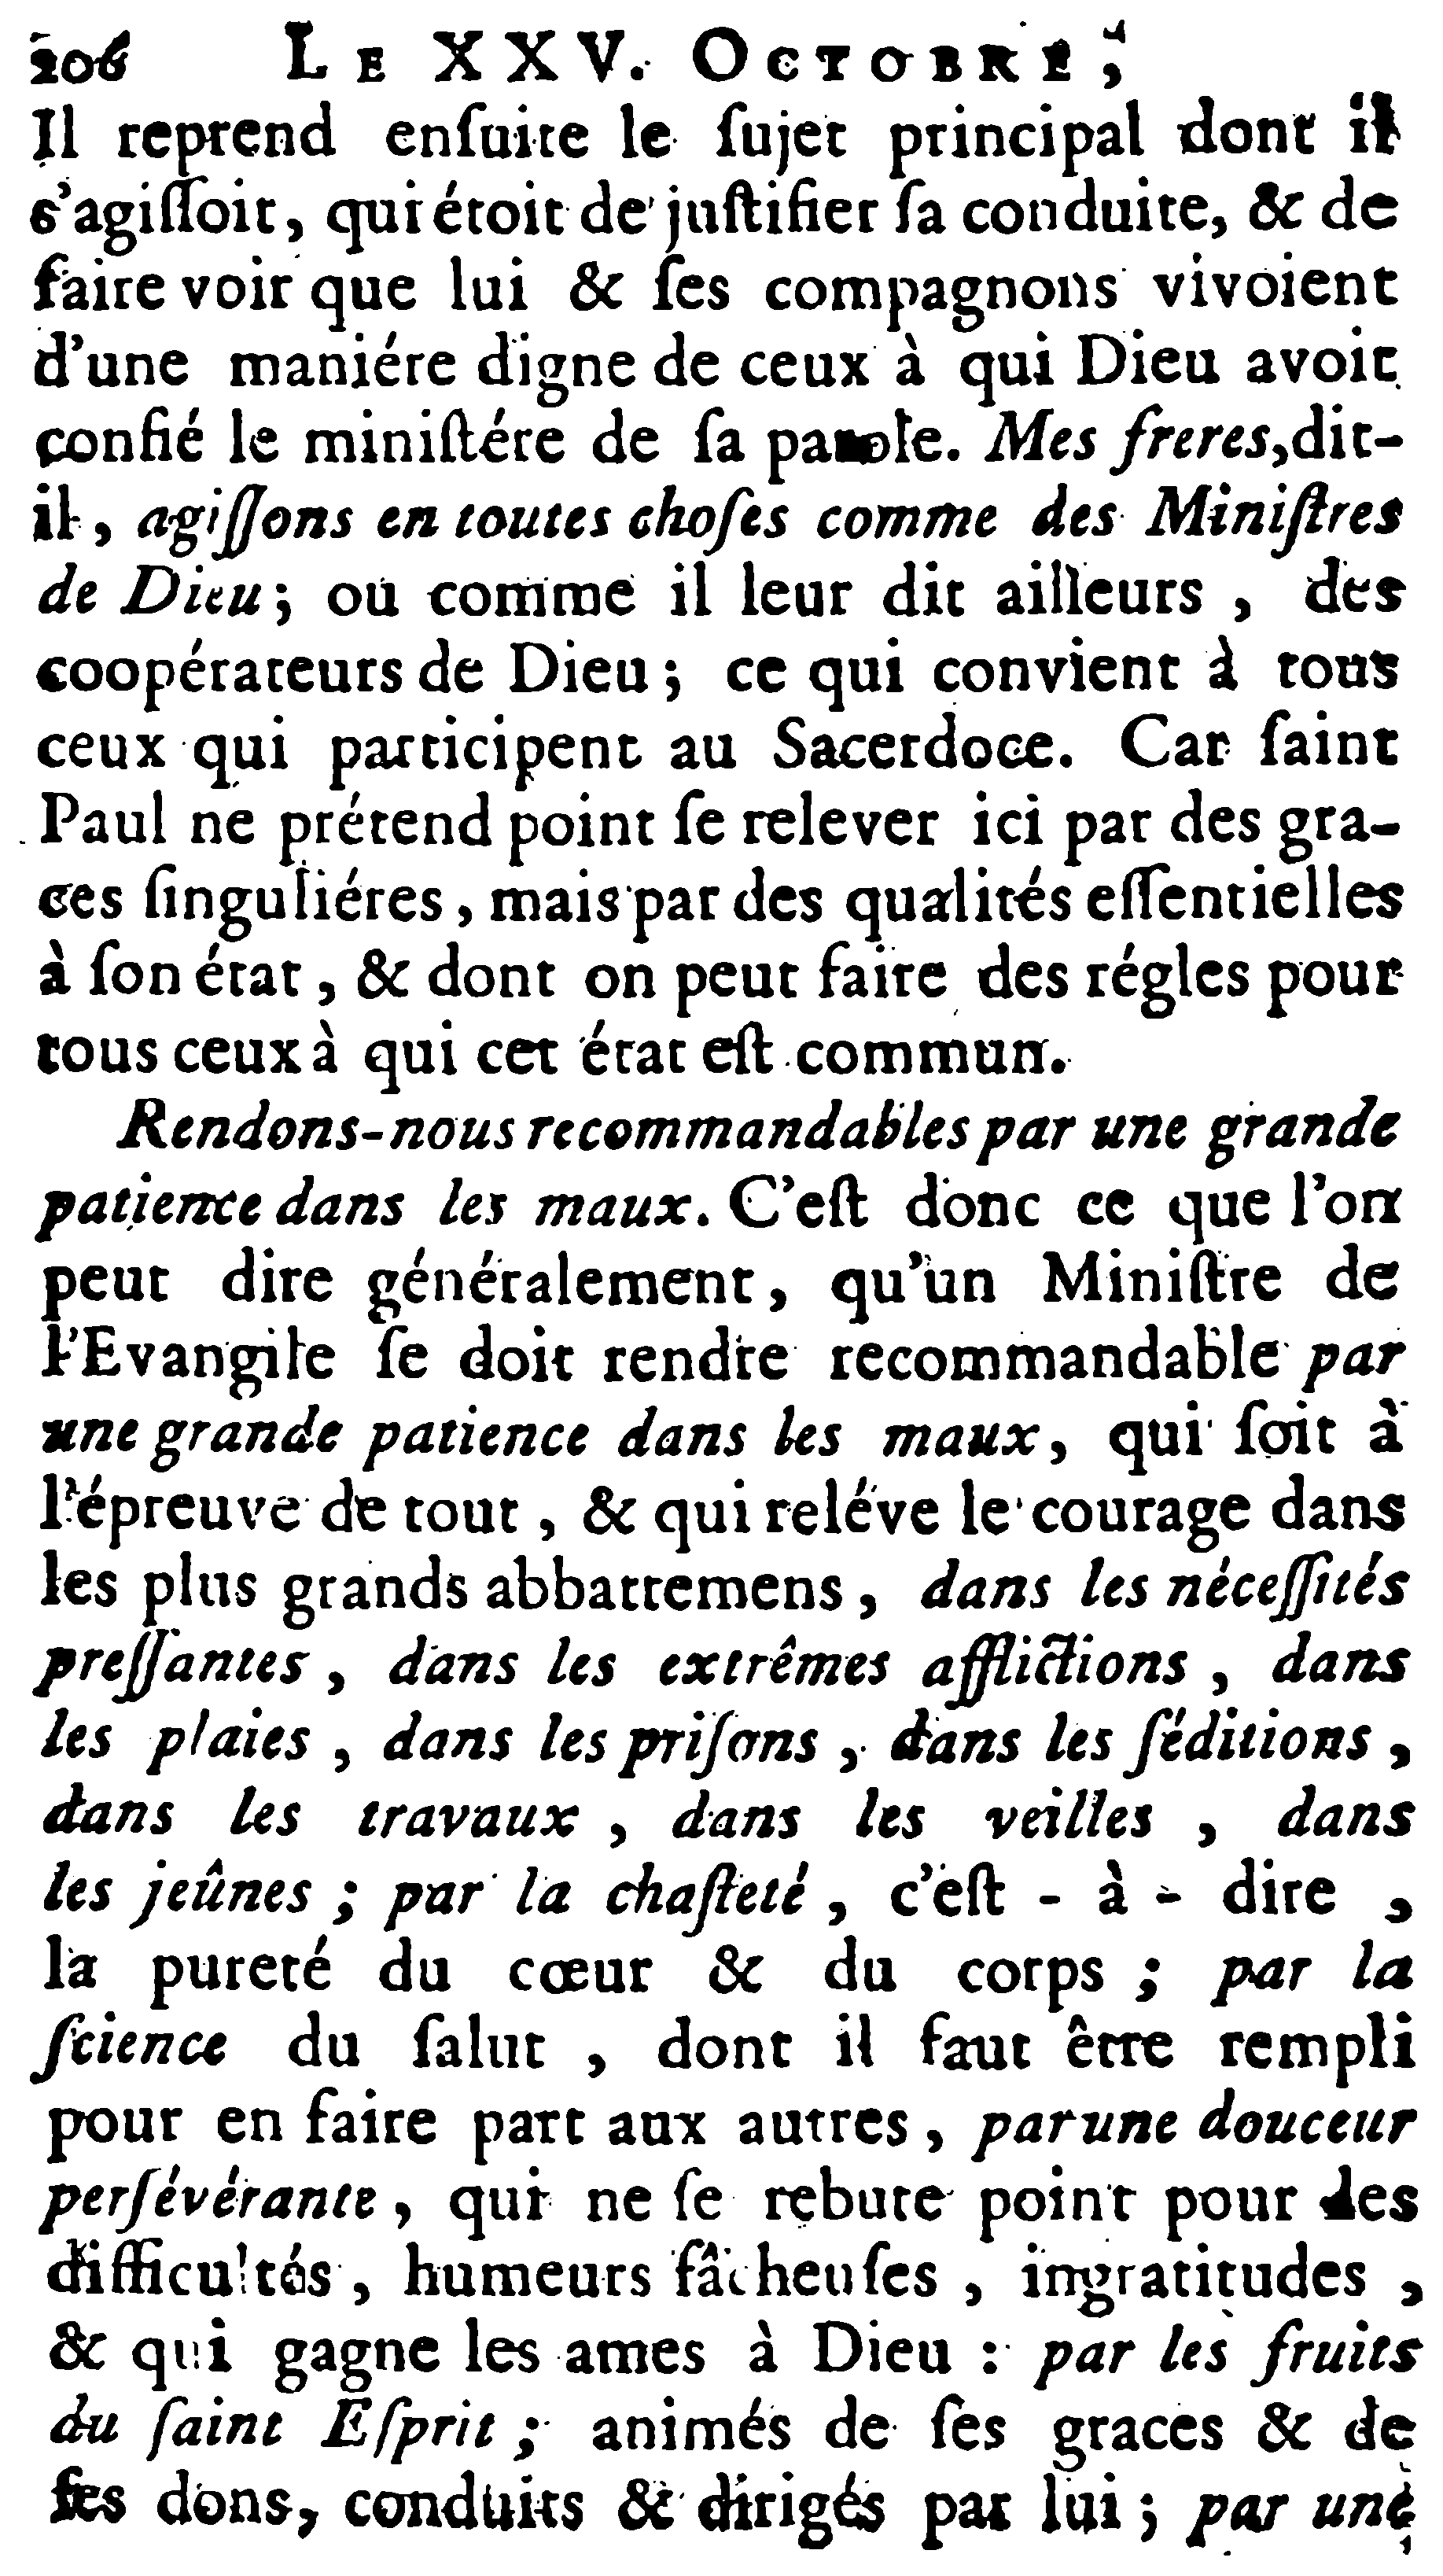 206 LE XXV. OCTOBRE,
Il reprend enſuite le ſujet principal dont il
s'agiſſoit, qui étoit de juſtifier ſa conduite, & de
faire voir que lui & ſes compagnons vivoient
d'une maniére digne de ceux à qui Dieu avoit
confié le miniſtére de ſa parole. Mes freres, dit-
il, agiſſons en toutes choſes comme des Miniſtres
de Dieu; ou comme il leur dit ailleurs, des
coopérateurs de Dieu; ce qui convient à tous
ceux qui participent au Sacerdoce. Car ſaint
Paul ne prétend point ſe relever ici par des gra-
ces ſinguliéres, mais par des qualités eſſentielles
à ſon état, & dont on peut faire des régles pour
tous ceux à qui cet état eſt commun.
Rendons-nous recommandables par une grande
patience dans les maux. C'eſt donc ce que l'on
peut dire généralement, qu'un Miniſtre de
l'Evangile ſe doit rendre recommandable par
une grande patience dans les maux, qui ſoit à
l'épreuve de tout, & qui reléve le courage dans
les plus grands abbattemens, dans les néceſſités
preſſantes, dans les extrêmes afflictions, dans
les plaies, dans les priſons, dans les ſéditions,
dans les travaux, dans les veilles, dans
les jeûnes; par la chaſteté, c'eſt-à-dire,
la pureté du cœur & du corps; par la
ſcience du ſalut, dont il faut être rempli
pour en faire part aux autres, par une douceur
perſévérante, qui ne ſe rebute point pour les
difficultés, humeurs fâcheuſes, ingratitudes,
& qui gagne les ames à Dieu: par les fruits
du ſaint Eſprit; animés de ſes graces & de
ſes dons, conduits & dirigés par lui; par une